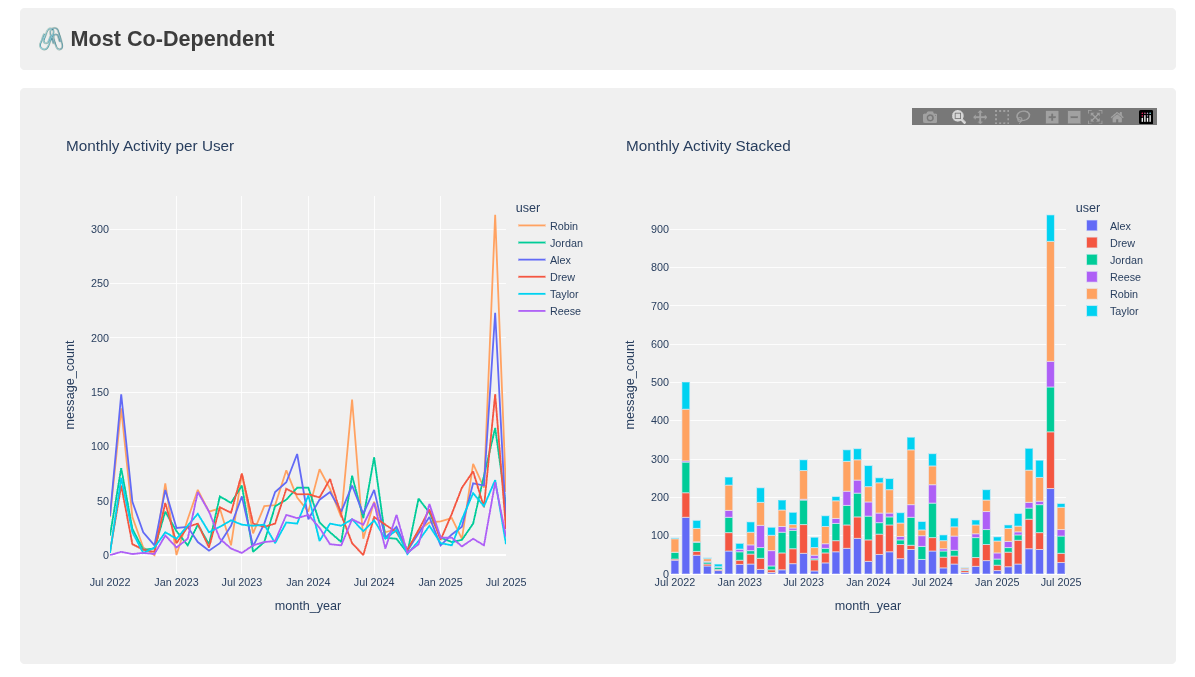 Most Co-Dependent
Monthly Activity per User
message_count
300
250
200
150
100
50
0
Jul 2022
Jan 2023
Jul 2023
Jan 2024
Jul 2024
Jan 2025
Jul 2025
month_year
user
Robin
Jordan
Alex
Drew
Taylor
Reese
Monthly Activity Stacked
message_count
900
800
700
600
500
400
300
200
100
0
Jul 2022
Jan 2023
Jul 2023
Jan 2024
Jul 2024
Jan 2025
Jul 2025
month_year
user
Alex
Drew
Jordan
Reese
Robin
Taylor